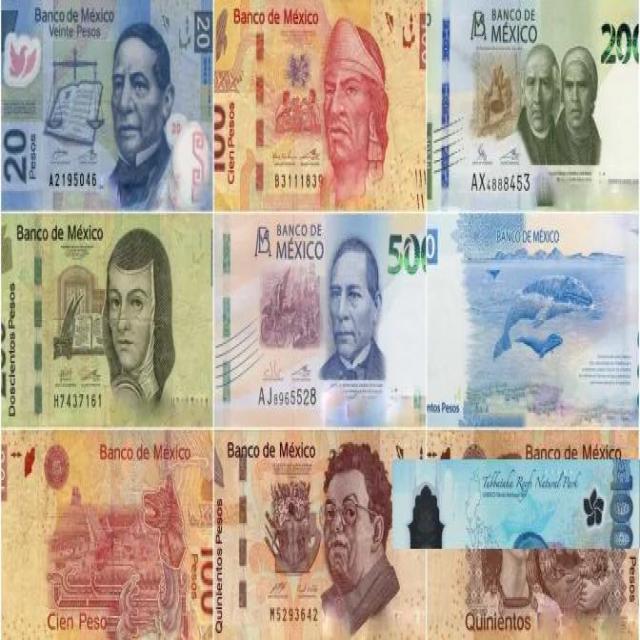 Banco de México
Veinte Pesos
20
20
Pesos
A2195046
Banco de México
100
Cien Pesos
B3111839
BANCO DE
MÉXICO
200
AX4888453
Banco de México
Doscientos Pesos
H7437161
BANCO DE
MÉXICO
500
AJ8965528
BANCO DE MÉXICO
ntos Pesos
Banco de México
100
Pesos
Cien Peso
Banco de México
Quinientos Pesos
M5293642
Banco de México
Tubbataha Reef Natural Park
Pesos
Quinientos